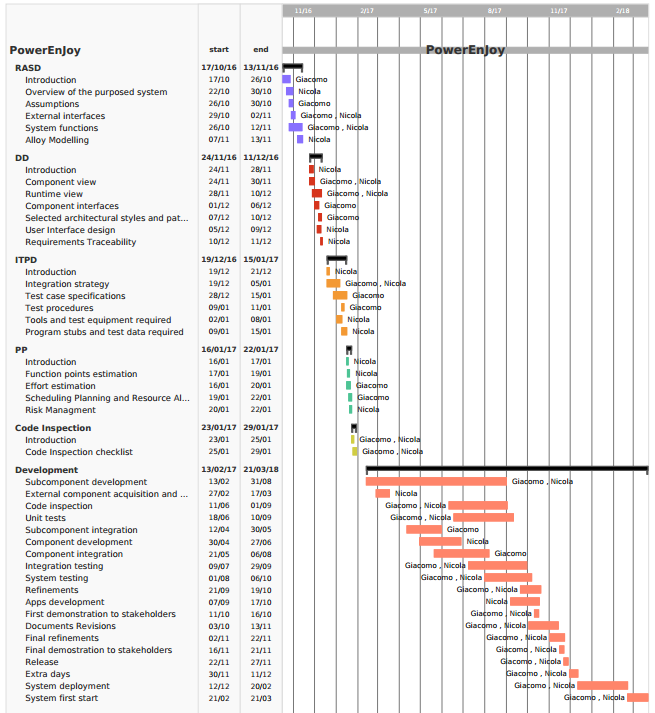 11/16 2/17 5/17 8/17 11/17 2/18
PowerEnJoy start end PowerEnJoy
RASD 17/10/16 13/11/16
Introduction 17/10 26/10 Giacomo
Overview of the purposed system 22/10 30/10 Nicola
Assumptions 26/10 30/10 Giacomo
External interfaces 29/10 02/11 Giacomo , Nicola
System functions 26/10 12/11 Giacomo , Nicola
Alloy Modelling 07/11 13/11 Nicola
DD 24/11/16 11/12/16
Introduction 24/11 28/11 Nicola
Component view 24/11 30/11 Giacomo , Nicola
Runtime view 28/11 10/12 Giacomo , Nicola
Component interfaces 01/12 06/12 Giacomo
Selected architectural styles and pat... 07/12 10/12 Giacomo
User Interface design 05/12 09/12 Nicola
Requirements Traceability 10/12 11/12 Nicola
ITPD 19/12/16 15/01/17
Introduction 19/12 21/12 Nicola
Integration strategy 19/12 05/01 Giacomo , Nicola
Test case specifications 28/12 15/01 Giacomo
Test procedures 09/01 11/01 Giacomo
Tools and test equipment required 02/01 08/01 Nicola
Program stubs and test data required 09/01 15/01 Nicola
PP 16/01/17 22/01/17
Introduction 16/01 17/01 Nicola
Function points estimation 17/01 19/01 Nicola
Effort estimation 16/01 20/01 Giacomo
Scheduling Planning and Resource Al... 19/01 22/01 Giacomo
Risk Managment 20/01 22/01 Nicola
Code Inspection 23/01/17 29/01/17
Introduction 23/01 25/01 Giacomo , Nicola
Code Inspection checklist 25/01 29/01 Giacomo , Nicola
Development 13/02/17 21/03/18
Subcomponent development 13/02 31/08 Giacomo , Nicola
External component acquisition and ... 27/02 17/03 Nicola
Code inspection 11/06 01/09 Giacomo , Nicola
Unit tests 18/06 10/09 Giacomo , Nicola
Subcomponent integration 12/04 30/05 Giacomo
Component development 30/04 27/06 Nicola
Component integration 21/05 06/08 Giacomo
Integration testing 09/07 29/09 Giacomo , Nicola
System testing 01/08 06/10 Giacomo , Nicola
Refinements 21/09 19/10 Giacomo , Nicola
Apps development 07/09 17/10 Nicola
First demonstration to stakeholders 11/10 16/10 Giacomo , Nicola
Documents Revisions 03/10 13/11 Giacomo , Nicola
Final refinements 02/11 22/11 Giacomo , Nicola
Final demostration to stakeholders 16/11 21/11 Giacomo , Nicola
Release 22/11 27/11 Giacomo , Nicola
Extra days 30/11 11/12 Giacomo , Nicola
System deployment 12/12 20/02 Giacomo , Nicola
System first start 21/02 21/03 Giacomo , Nicola